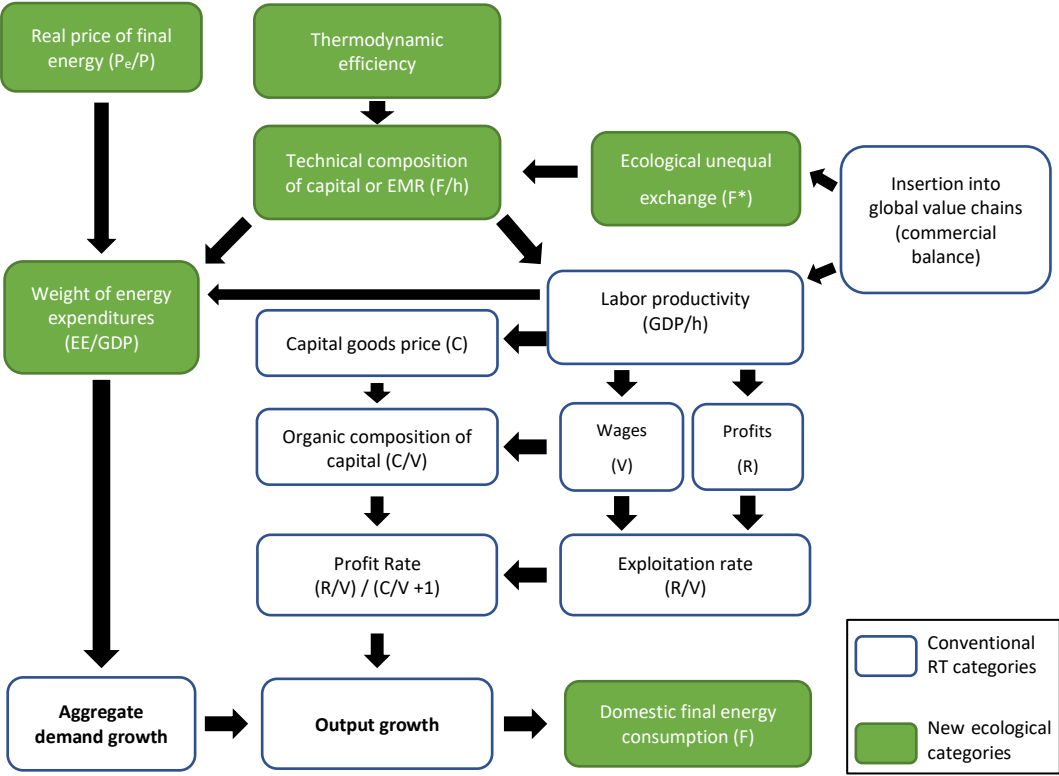 Real price of final
energy (Pₑ/P)
Thermodynamic
efficiency
Technical composition
of capital or EMR (F/h)
Ecological unequal
exchange (F*)
Insertion into
global value chains
(commercial
balance)
Weight of energy
expenditures
(EE/GDP)
Labor productivity
(GDP/h)
Capital goods price (C)
Organic composition of
capital (C/V)
Wages
(V)
Profits
(R)
Profit Rate
(R/V) / (C/V +1)
Exploitation rate
(R/V)
Aggregate
demand growth
Output growth
Domestic final energy
consumption (F)
Conventional
RT categories
New ecological
categories